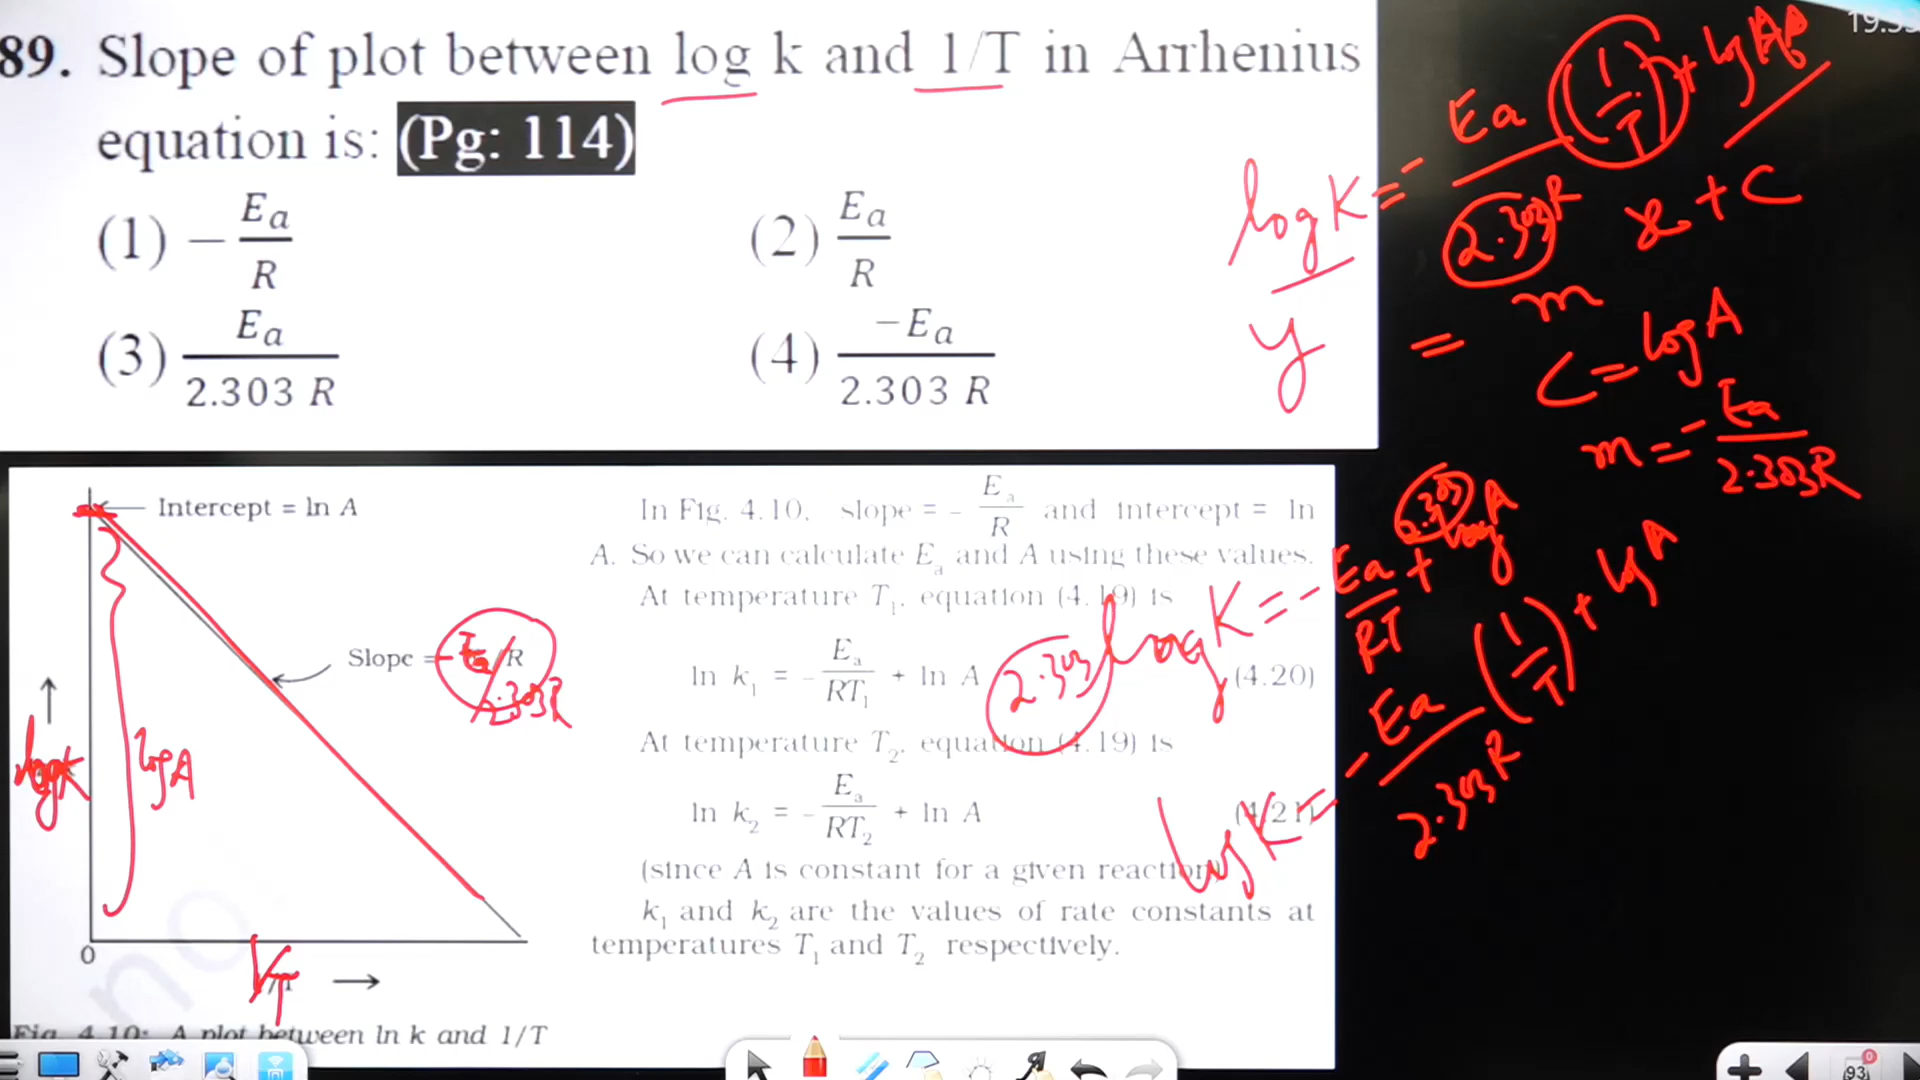 89. Slope of plot between log k and 1/T in Arrhenius
equation is: (Pg: 114)
(1) −Ea/R (2) Ea/R
(3) Ea/2.303 R (4) −Ea/2.303 R
log K = −Ea/2.303R (1/T) + log A
y = m x + C
C = log A
m = −Ea/2.303R
Intercept = ln A
Slope = −Ea/2.303R
log K
log A
0
1/T
Fig. 4.10: A plot between ln k and 1/T
In Fig. 4.10, slope = −Ea/R and intercept = ln
A. So we can calculate Ea and A using these values.
At temperature T1, equation (4.19) is
ln k1 = −Ea/RT1 + ln A (4.20)
At temperature T2, equation (4.19) is
ln k2 = −Ea/RT2 + ln A (4.21)
(since A is constant for a given reaction)
k1 and k2 are the values of rate constants at
temperatures T1 and T2 respectively.
2.303 log K = −Ea/RT + 2.303 log A
log K = −Ea/2.303R (1/T) + log A
93
0